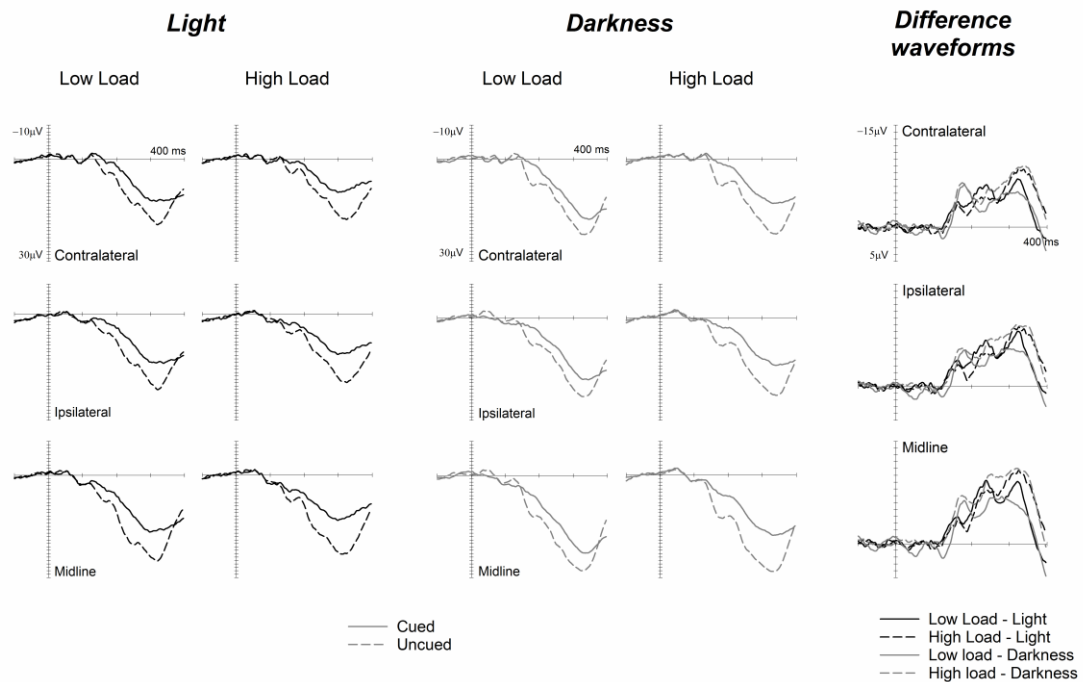 Light
Darkness
Difference
waveforms
Low Load
High Load
Low Load
High Load
−10µV
400 ms
30µV
Contralateral
−10µV
400 ms
30µV
Contralateral
−15µV
Contralateral
400 ms
5µV
Ipsilateral
Ipsilateral
Ipsilateral
Midline
Midline
Midline
Cued
Uncued
Low Load - Light
High Load - Light
Low load - Darkness
High load - Darkness